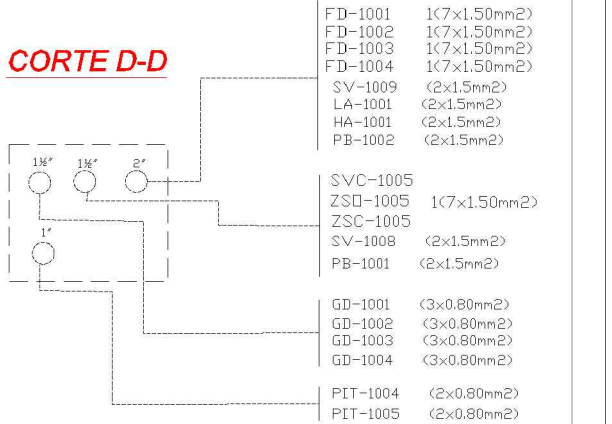 CORTE D-D
1½" 1½" 2"
1"
FD-1001 1(7x1.50mm2)
FD-1002 1(7x1.50mm2)
FD-1003 1(7x1.50mm2)
FD-1004 1(7x1.50mm2)
SV-1009 (2x1.5mm2)
LA-1001 (2x1.5mm2)
HA-1001 (2x1.5mm2)
PB-1002 (2x1.5mm2)
SVC-1005
ZSO-1005 1(7x1.50mm2)
ZSC-1005
SV-1008 (2x1.5mm2)
PB-1001 (2x1.5mm2)
GD-1001 (3x0.80mm2)
GD-1002 (3x0.80mm2)
GD-1003 (3x0.80mm2)
GD-1004 (3x0.80mm2)
PIT-1004 (2x0.80mm2)
PIT-1005 (2x0.80mm2)